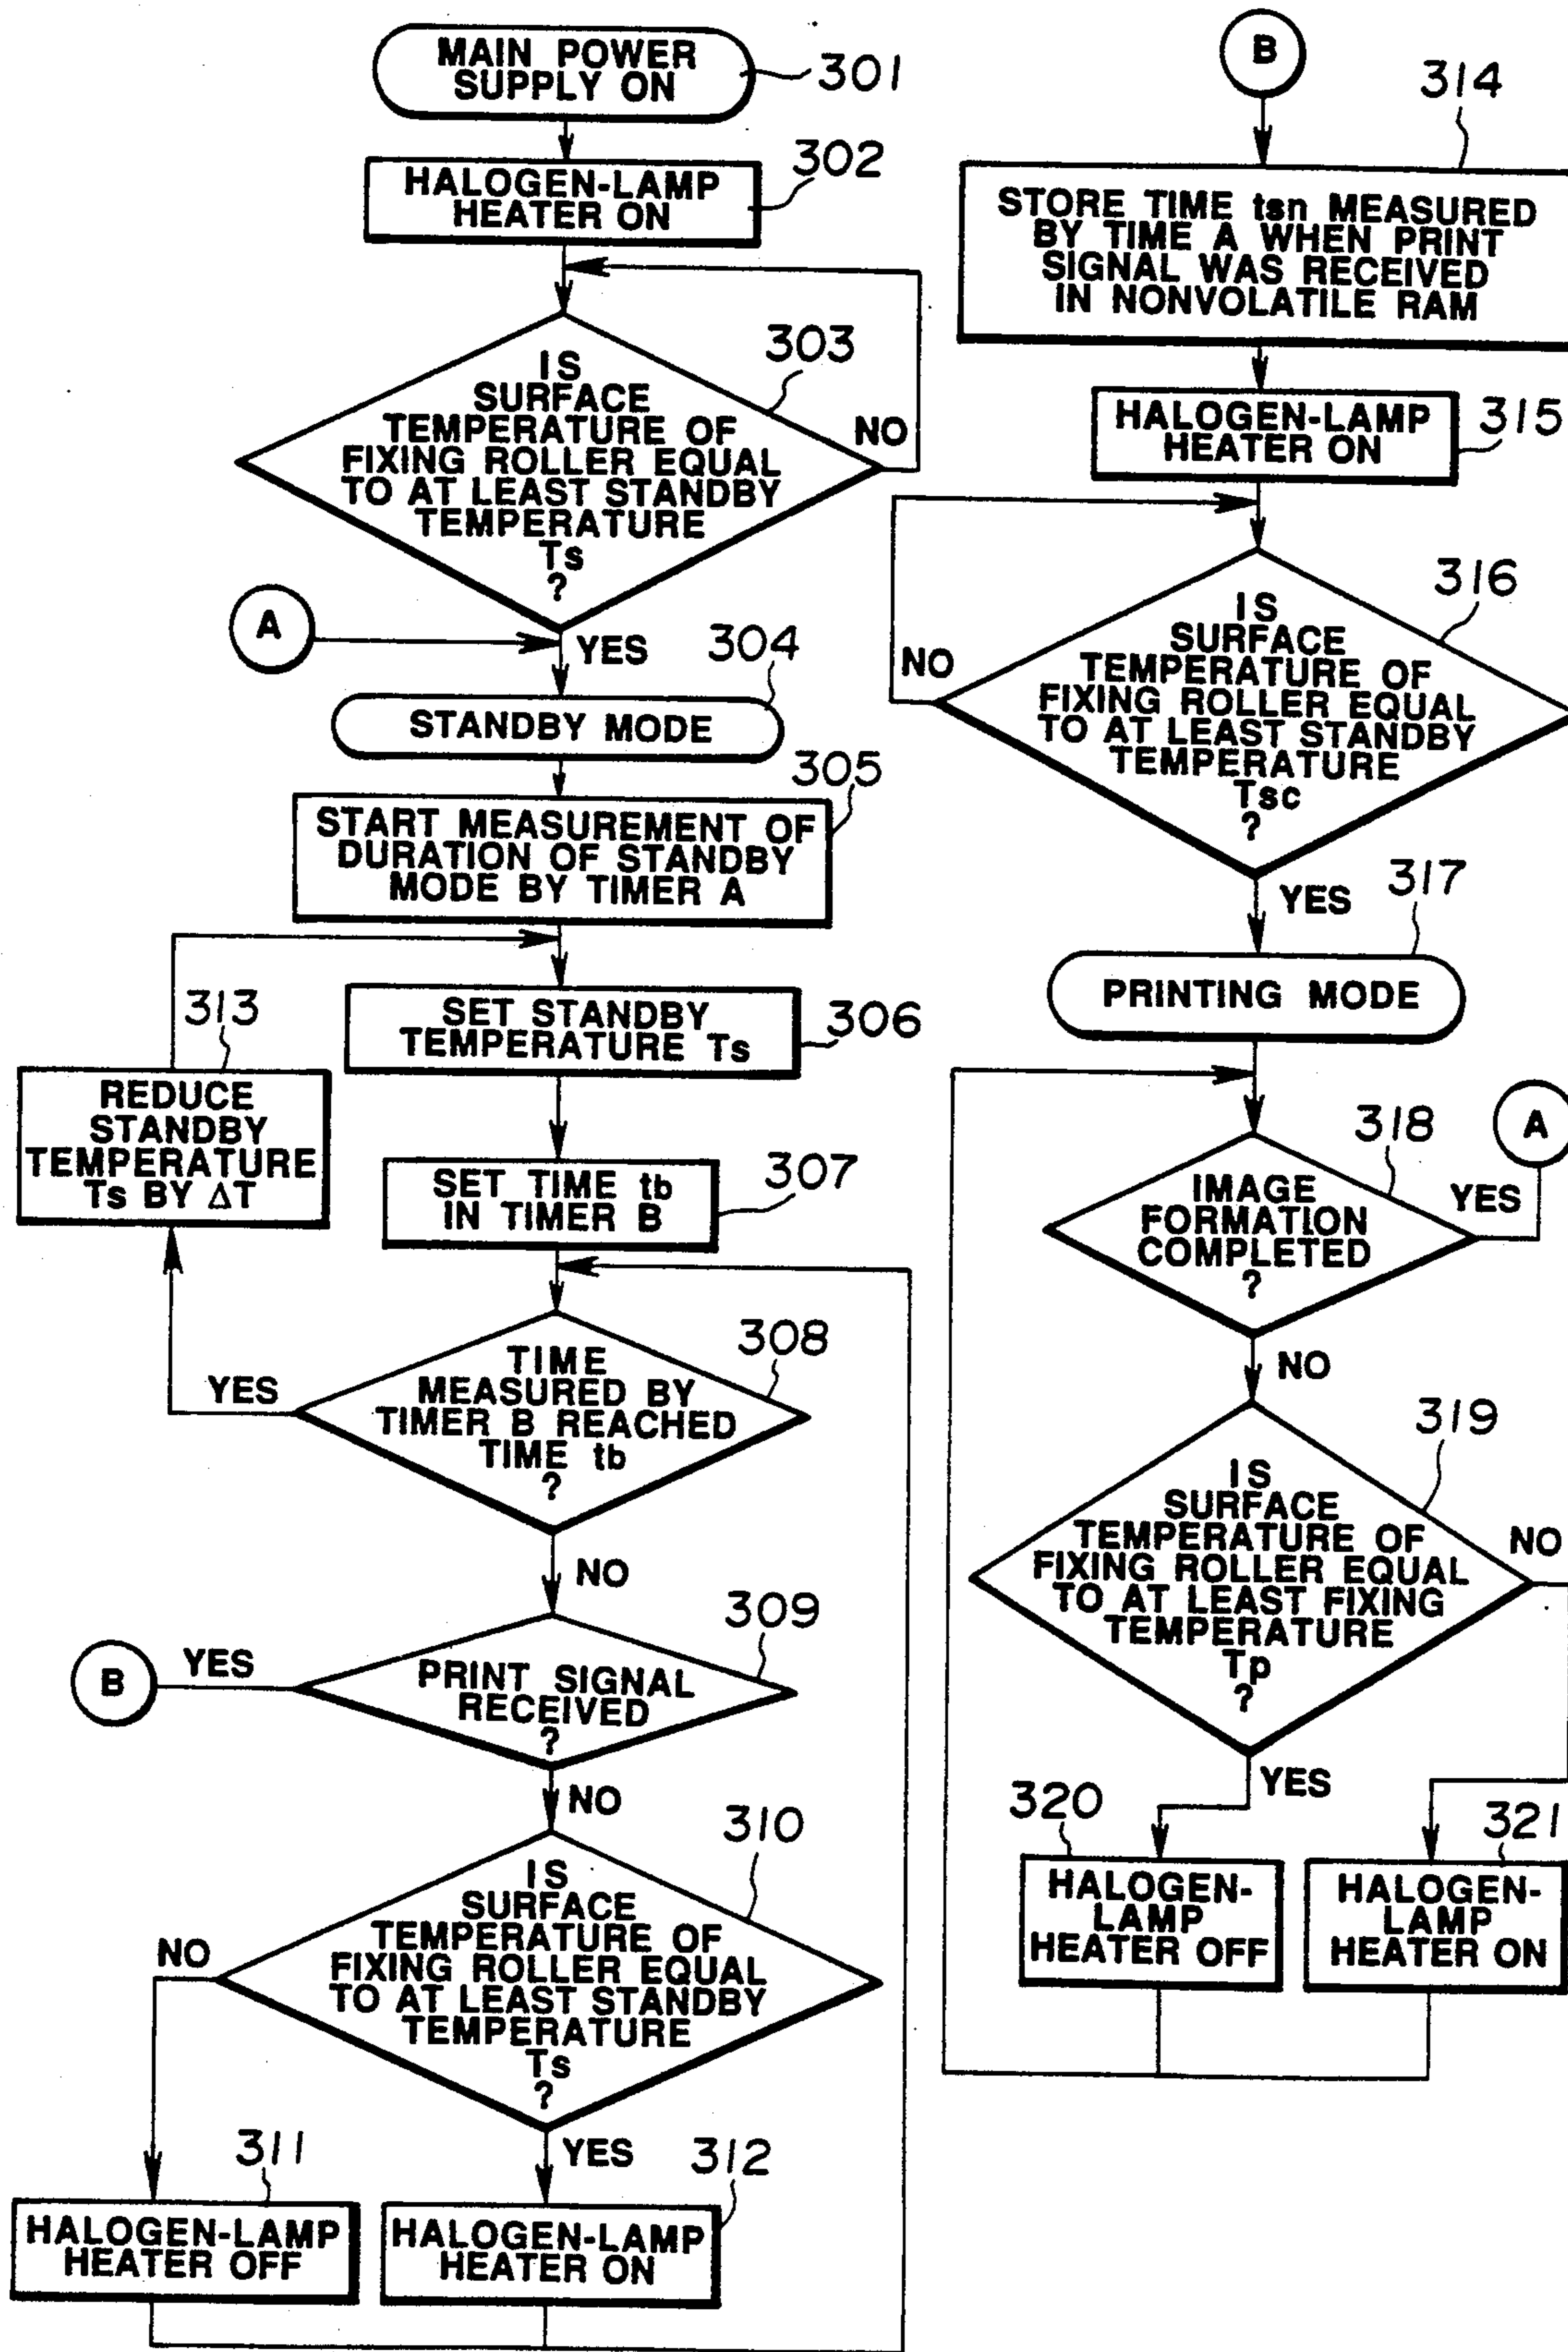 MAIN POWER
SUPPLY ON
301
HALOGEN-LAMP
HEATER ON
302
IS
SURFACE
TEMPERATURE OF
FIXING ROLLER EQUAL
TO AT LEAST STANDBY
TEMPERATURE
Ts
?
303
NO
A
YES
304
STANDBY MODE
305
START MEASUREMENT OF
DURATION OF STANDBY
MODE BY TIMER A
313
SET STANDBY
TEMPERATURE Ts
306
REDUCE
STANDBY
TEMPERATURE
Ts BY ΔT
SET TIME tb
IN TIMER B
307
308
TIME
MEASURED BY
TIMER B REACHED
TIME tb
?
YES
NO
309
B
YES
PRINT SIGNAL
RECEIVED
?
NO
310
IS
SURFACE
TEMPERATURE OF
FIXING ROLLER EQUAL
TO AT LEAST STANDBY
TEMPERATURE
Ts
?
NO
YES
311
312
HALOGEN-LAMP
HEATER OFF
HALOGEN-LAMP
HEATER ON
B
314
STORE TIME tsn MEASURED
BY TIME A WHEN PRINT
SIGNAL WAS RECEIVED
IN NONVOLATILE RAM
HALOGEN-LAMP
HEATER ON
315
316
IS
SURFACE
TEMPERATURE OF
FIXING ROLLER EQUAL
TO AT LEAST STANDBY
TEMPERATURE
Tsc
?
NO
YES
317
PRINTING MODE
318
A
IMAGE
FORMATION
COMPLETED
?
YES
NO
319
IS
SURFACE
TEMPERATURE OF
FIXING ROLLER EQUAL
TO AT LEAST FIXING
TEMPERATURE
Tp
?
NO
YES
320
321
HALOGEN-
LAMP
HEATER OFF
HALOGEN-
LAMP
HEATER ON